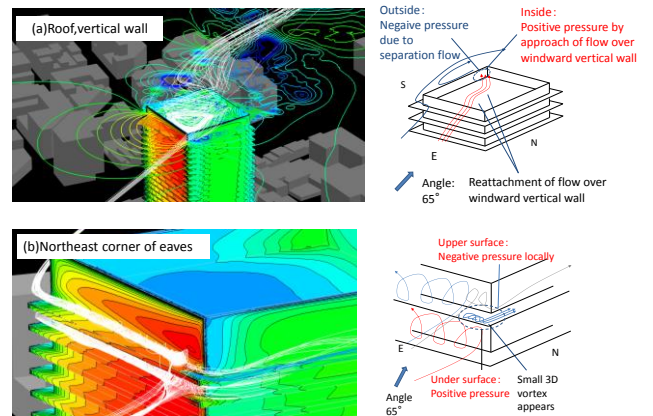 (a)Roof,vertical wall
Outside：
Negaive pressure
due to
separation flow
Inside：
Positive pressure by
approach of flow over
windward vertical wall
S
E
N
Angle:
65°
Reattachment of flow over
windward vertical wall
(b)Northeast corner of eaves
Upper surface：
Negative pressure locally
E
N
Angle
65°
Under surface：
Positive pressure
Small 3D
vortex
appears